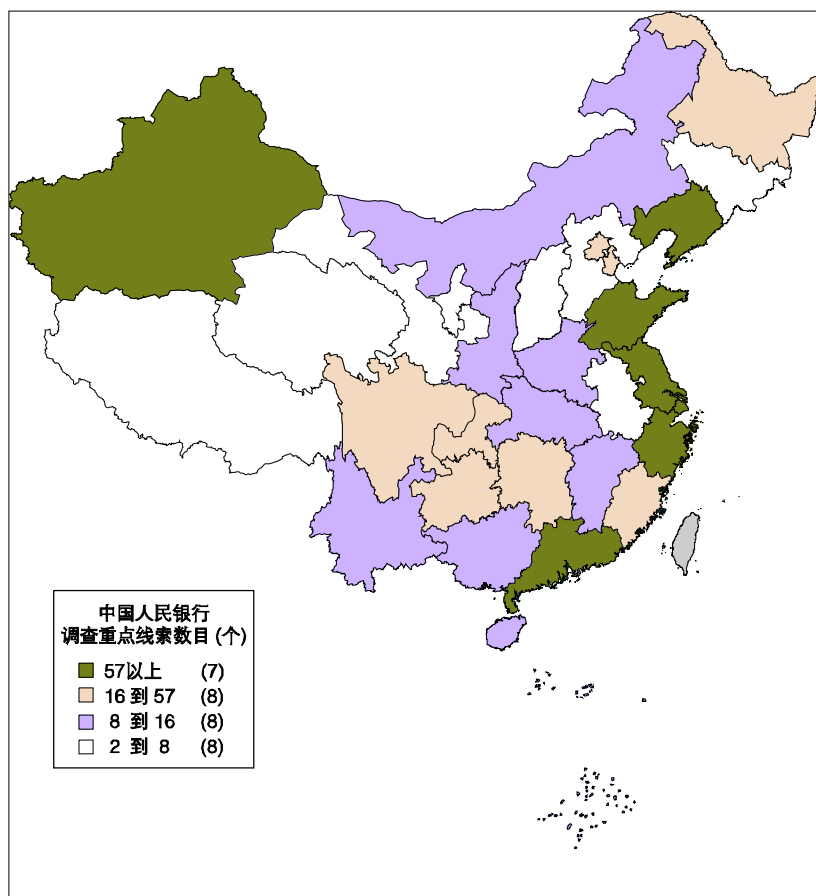 中国人民银行
调查重点线索数目 (个)
57以上 (7)
16 到 57 (8)
8 到 16 (8)
2 到 8 (8)